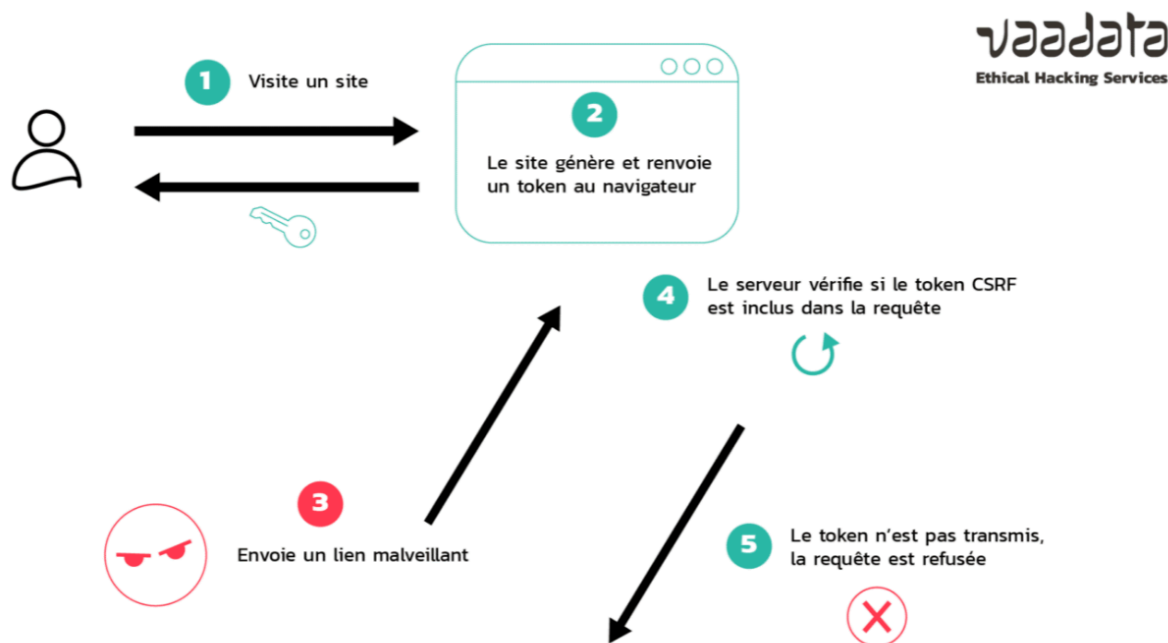 vaadata
Ethical Hacking Services
1
Visite un site
2
Le site génère et renvoie
un token au navigateur
3
Envoie un lien malveillant
4
Le serveur vérifie si le token CSRF
est inclus dans la requête
5
Le token n’est pas transmis,
la requête est refusée